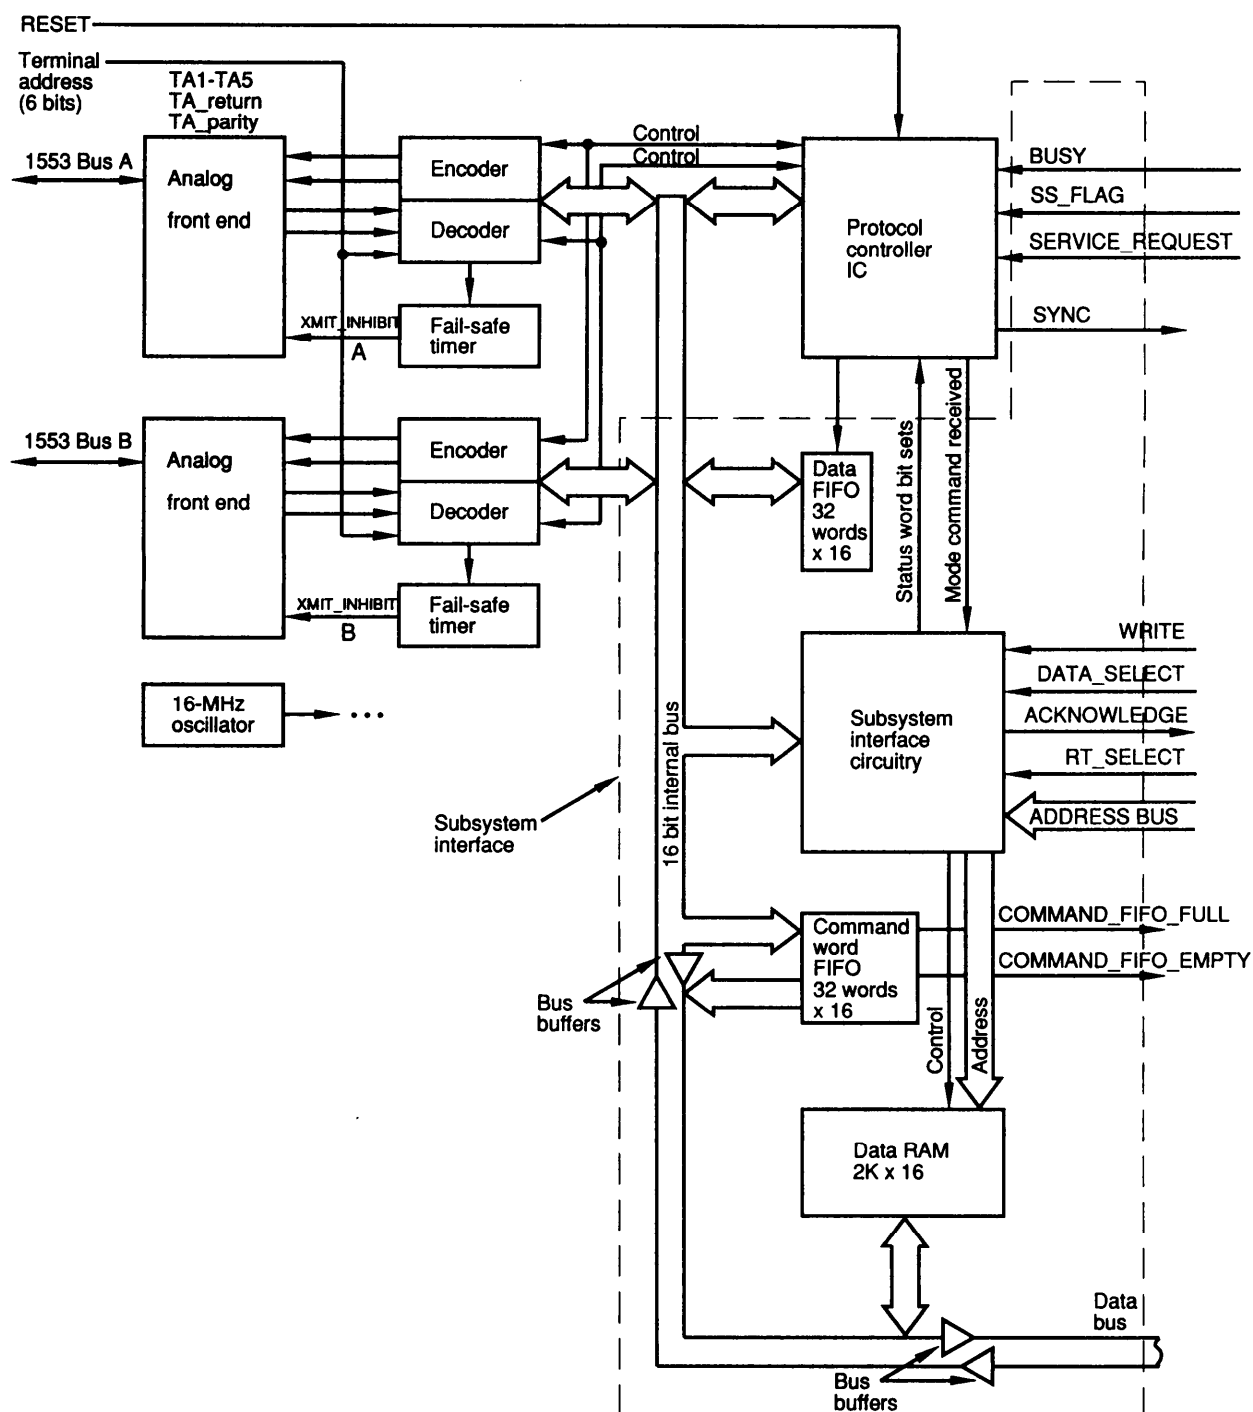 RESET
Terminal
address
(6 bits)
TA1-TA5
TA_return
TA_parity
1553 Bus A
Analog
front end
Encoder
Decoder
XMIT_INHIBIT
A
Fail-safe
timer
Control
Control
Protocol
controller
IC
BUSY
SS_FLAG
SERVICE_REQUEST
SYNC
1553 Bus B
Analog
front end
Encoder
Decoder
XMIT_INHIBIT
B
Fail-safe
timer
Data
FIFO
32
words
x 16
Status word bit sets
Mode command received
16-MHz
oscillator
Subsystem
interface
16 bit internal bus
Subsystem
interface
circuitry
WRITE
DATA_SELECT
ACKNOWLEDGE
RT_SELECT
ADDRESS BUS
Command
word
FIFO
32 words
x 16
COMMAND_FIFO_FULL
COMMAND_FIFO_EMPTY
Bus
buffers
Control
Address
Data RAM
2K x 16
Data
bus
Bus
buffers